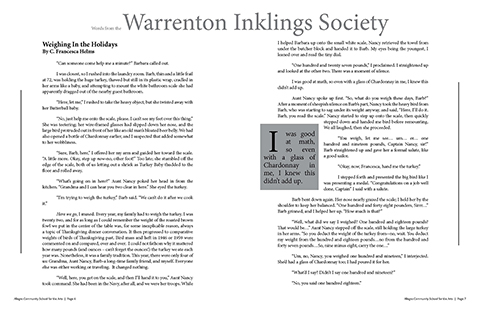 Words from the Warrenton Inklings Society
Weighing In the Holidays
By C. Francesca Helms
"Can someone come help me a minute?" Barbara called out.
I was closest, so I rushed into the laundry room. Barb, thin and a little frail
at 72, was holding the huge turkey, thawed but still in its plastic wrap, cradled in
her arms like a baby, and attempting to mount the white bathroom scale she had
apparently dragged out of the nearby guest bathroom.
"Here, let me," I rushed to take the heavy object, but she twisted away with
her Butterball baby.
"No, just help me onto the scale, please. I can't see my feet over this thing."
She was teetering, her wire-framed glasses had slipped down her nose, and the
large bird protruded out in front of her like an old man's bloated beer belly. We had
also opened a bottle of Chardonnay earlier, and I suspected that added somewhat
to her wobbliness.
"Sure, Barb, here." I offered her my arm and guided her toward the scale.
"A little more. Okay, step up now—no, other foot!" Too late, she stumbled off the
edge of the scale, both of us letting out a shriek as Turkey Baby thudded to the
floor and rolled away.
"What's going on in here?" Aunt Nancy poked her head in from the
kitchen. "Grandma and I can hear you two clear in here." She eyed the turkey.
"I'm trying to weigh the turkey," Barb said. "We can't do it after we cook
it."
Here we go, I mused. Every year, my family had to weigh the turkey. I was
twenty-two, and for as long as I could remember the weight of the roasted brown
fowl we put in the center of the table was, for some inexplicable reason, always
a topic of Thanksgiving dinner conversation. It then progressed to comparative
weights of birds of Thanksgivings past. Bird mass and heft in 1946 or 1958 were
commented on and compared, over and over. I could not fathom why it mattered
how many pounds (and ounces – can't forget the ounces!) the turkey we ate each
year was. Nonetheless, it was a family tradition. This year, there were only four of
us: Grandma, Aunt Nancy, Barb–a long-time family friend, and myself. Everyone
else was either working or traveling. It changed nothing.
"Well, here, you get on the scale, and then I'll hand it to you," Aunt Nancy
took command. She had been in the Navy, after all, and we were her troops. While
I helped Barbara up onto the small white scale, Nancy retrieved the towel from
under the butcher block and handed it to Barb. My eyes being the youngest, I
leaned over and read the tiny dial.
"One hundred and twenty seven pounds," I proclaimed. I straightened up
and looked at the other two. There was a moment of silence.
I was good at math, so even with a glass of Chardonnay in me, I knew this
didn't add up.
Aunt Nancy spoke up first. "So, what do you weigh these days, Barb?"
After a moment of sheepish silence on Barb's part, Nancy took the heavy bird from
Barb, who was starting to sag under its weight anyway, and said, "Here, I'll do it.
Barb, you read the scale." Nancy started to step up onto the scale, then quickly
stepped down and handed me bird before remounting.
We all laughed; then she proceeded.
I was good at math, so even with a glass of Chardonnay in me, I knew this didn't add up.
"You weigh, let me see… um… er… one
hundred and nineteen pounds, Captain Nancy, sir!"
Barb straightened up and gave her a smart salute, like
a good sailor.
"Okay, now, Francesca, hand me the turkey."
I stepped forth and presented the big bird like I
was presenting a medal. "Congratulations on a job well
done, Captain" I said with a salute.
Barb bent down again. Her nose nearly grazed the scale; I held her by the
shoulder to keep her balanced. "One hundred and forty eight pounds, Nance…"
Barb grinned, and I helped her up. "How much is that?"
"Well, what did we say I weighed? One hundred and eighteen pounds?
That would be…" Aunt Nancy stepped off the scale, still holding the large turkey
in her arms. "So you deduct the weight of the turkey from–no, wait. You deduct
my weight from the hundred and eighteen pounds…no from the hundred and
forty seven pounds…So, nine minus eight, carry the one…"
"Um, no, Nancy, you weighed one hundred and nineteen," I interjected.
She'd had a glass of Chardonnay too. I had poured it for her.
"What'd I say? Didn't I say one hundred and nineteen?"
"No, you said one hundred eighteen."
Allegra Community School for the Arts | Page 6
Allegra Community School for the Arts | Page 7